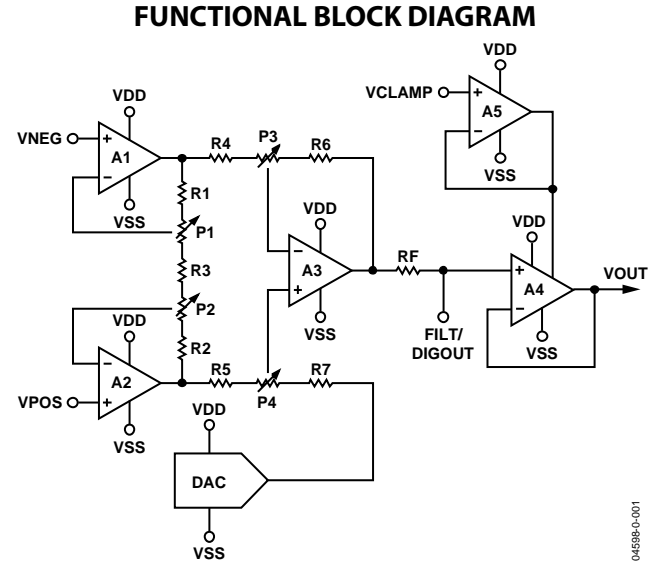 FUNCTIONAL BLOCK DIAGRAM
VDD
VCLAMP
+
A5
−
VSS
VDD
VNEG
+
A1
−
VSS
R4
P3
R6
R1
P1
R3
P2
R2
VDD
−
A3
+
VSS
RF
FILT/
DIGOUT
VDD
+
A4
−
VSS
VOUT
VDD
−
A2
+
VPOS
VSS
R5
P4
R7
VDD
DAC
VSS
04598-0-001